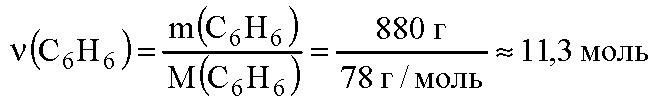 ν(C₆H₆) = m(C₆H₆) / M(C₆H₆) = 880 г / 78 г/моль ≈ 11,3 моль